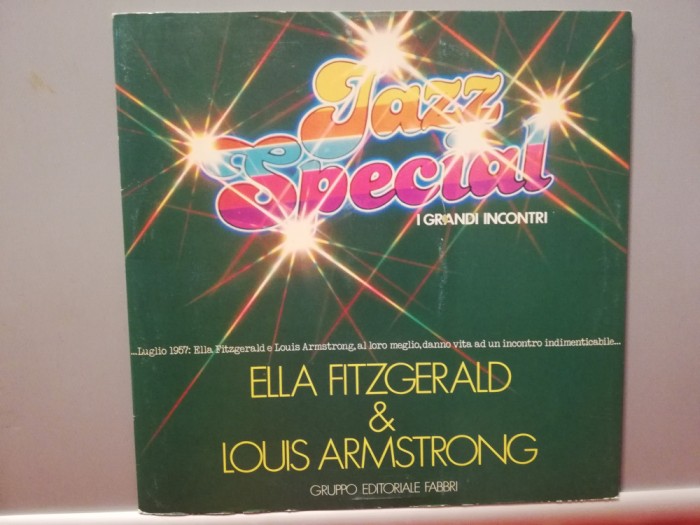 Jazz
Special
I GRANDI INCONTRI
...Luglio 1957: Ella Fitzgerald e Louis Armstrong, al loro meglio, danno vita ad un incontro indimenticabile...
ELLA FITZGERALD
&
LOUIS ARMSTRONG
GRUPPO EDITORIALE FABBRI